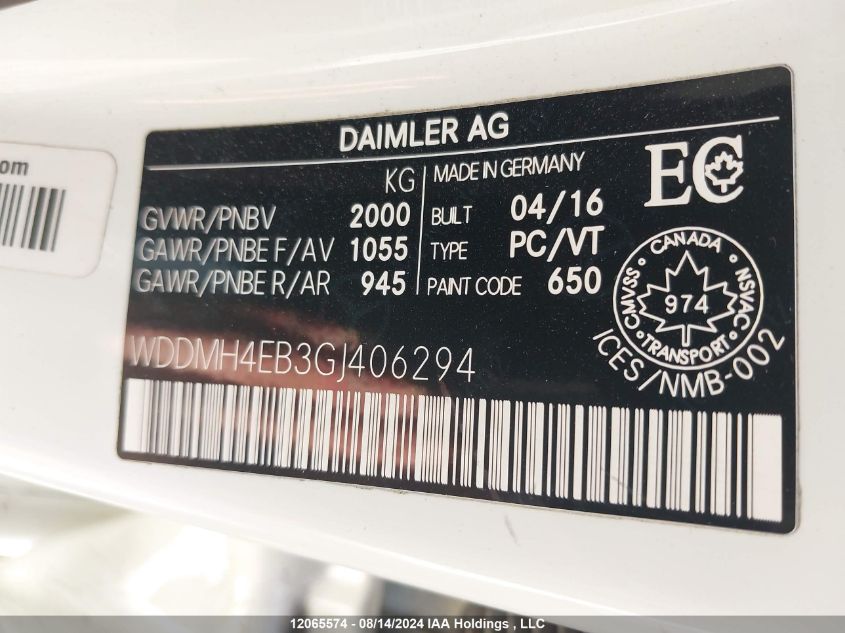 .com
DAIMLER AG
KG MADE IN GERMANY
GVWR/PNBV 2000 BUILT 04/16
GAWR/PNBE F/AV 1055 TYPE PC/VT
GAWR/PNBE R/AR 945 PAINT CODE 650
EC
CANADA
CMVSS 974 NSVAC
TRANSPORT
ICES/NMB-002
WDDMH4EB3GJ406294
12065574 - 08/14/2024 IAA Holdings , LLC